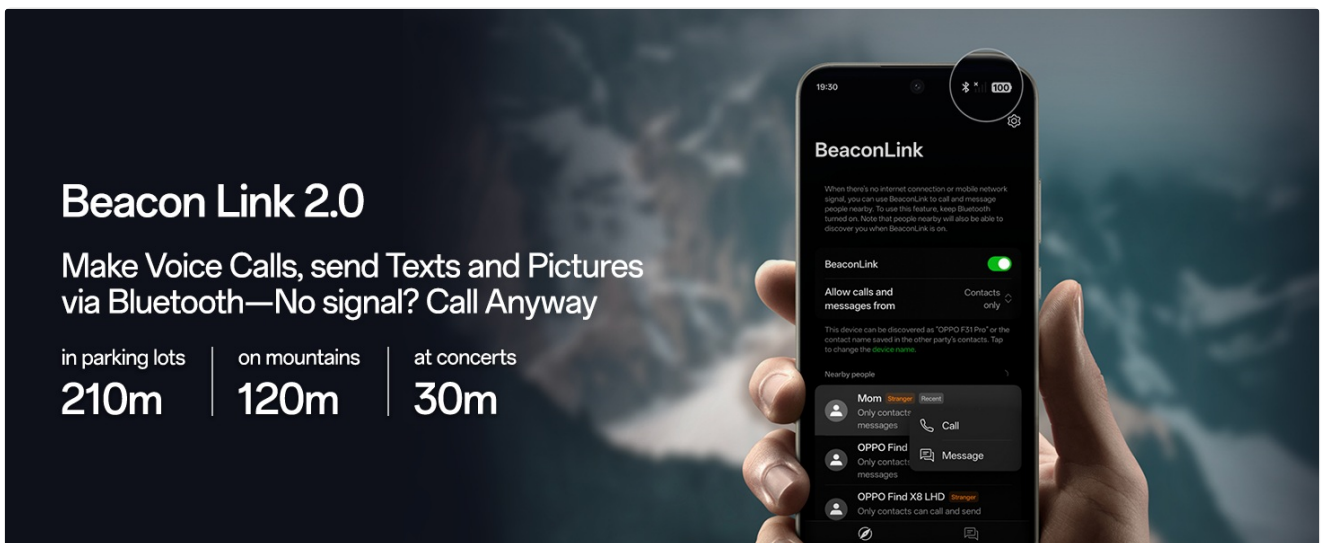 Beacon Link 2.0
Make Voice Calls, send Texts and Pictures
via Bluetooth—No signal? Call Anyway
in parking lots
210m
on mountains
120m
at concerts
30m
19:30
100
BeaconLink
When there's no internet connection or mobile network
signal, you can use BeaconLink to call and message
people nearby. To use this feature, keep Bluetooth
turned on. Note that people nearby will also be able to
discover you when BeaconLink is on.
BeaconLink
Allow calls and
messages from
Contacts
only
This device can be discovered as "OPPO F31 Pro" or the
contact name saved in the other party's contacts. Tap
to change the device name.
Nearby people
Mom Stranger Recent
Only contacts
messages
Call
Message
OPPO Find
Only contacts
messages
OPPO Find X8 LHD Stranger
Only contacts can call and send